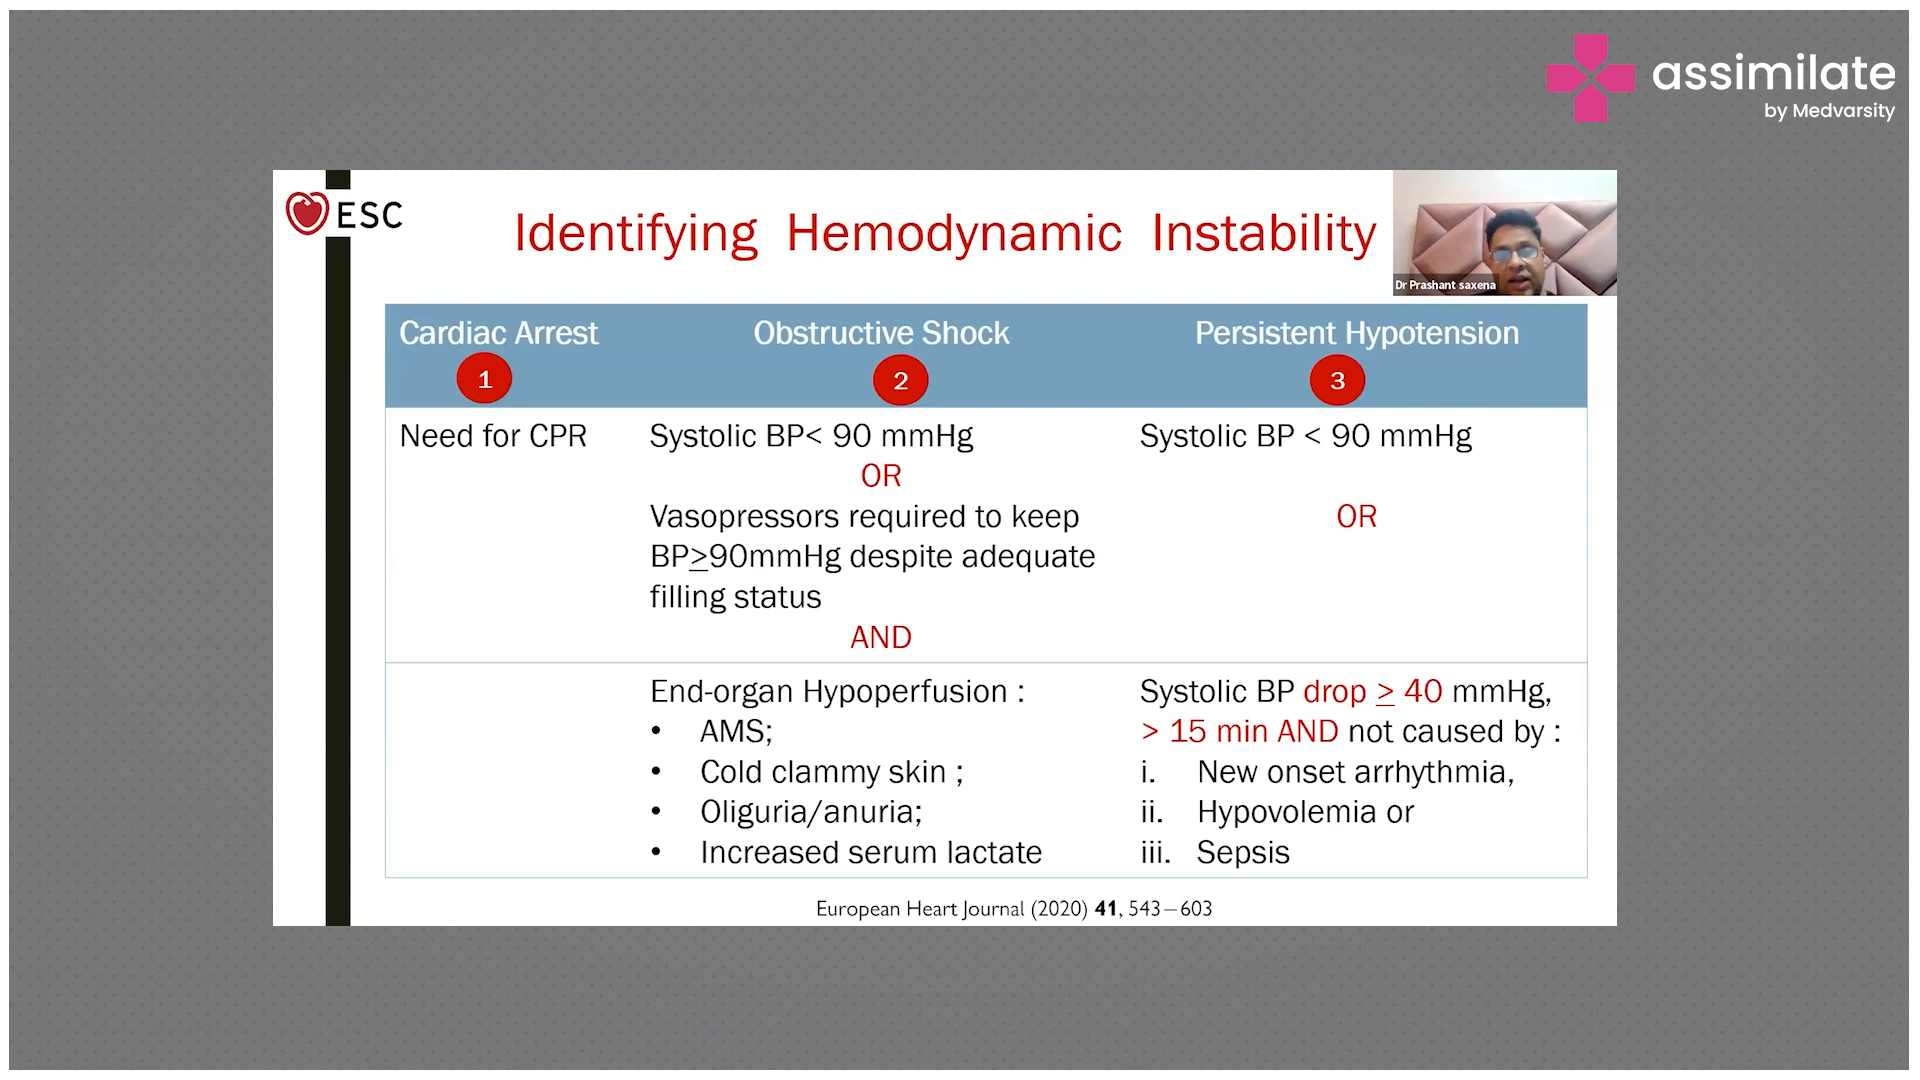 assimilate
by Medvarsity
ESC
Identifying Hemodynamic Instability
Dr Prashant saxena
Cardiac Arrest
1
Obstructive Shock
2
Persistent Hypotension
3
Need for CPR
Systolic BP< 90 mmHg
OR
Vasopressors required to keep
BP≥90mmHg despite adequate
filling status
AND
Systolic BP < 90 mmHg
OR
End-organ Hypoperfusion :
• AMS;
• Cold clammy skin ;
• Oliguria/anuria;
• Increased serum lactate
Systolic BP drop ≥ 40 mmHg,
> 15 min AND not caused by :
i. New onset arrhythmia,
ii. Hypovolemia or
iii. Sepsis
European Heart Journal (2020) 41, 543–603